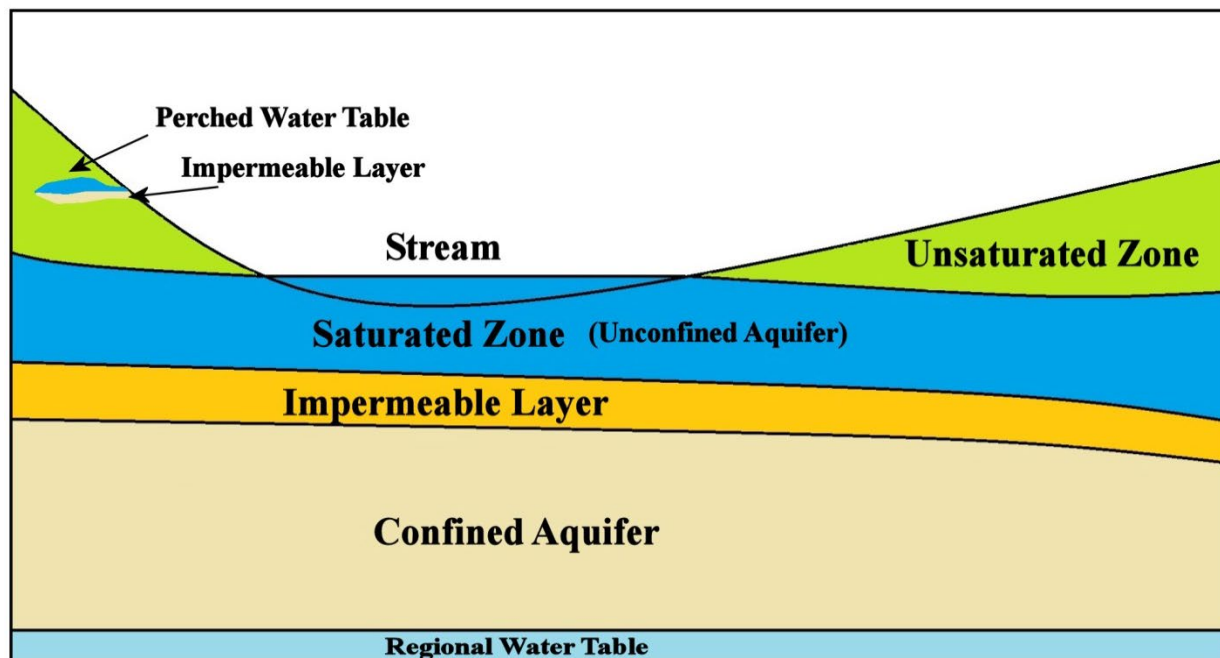 Perched Water Table
Impermeable Layer
Stream
Unsaturated Zone
Saturated Zone (Unconfined Aquifer)
Impermeable Layer
Confined Aquifer
Regional Water Table